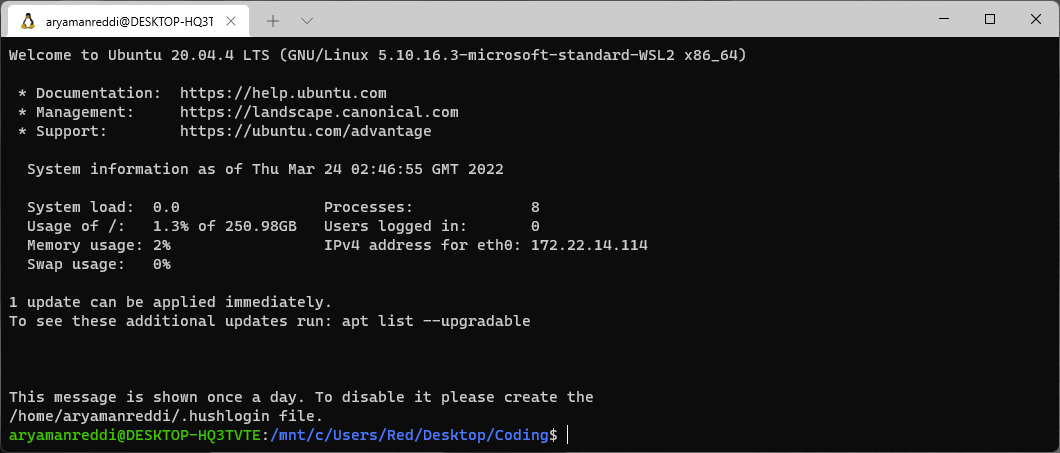 aryamanreddi@DESKTOP-HQ3T
Welcome to Ubuntu 20.04.4 LTS (GNU/Linux 5.10.16.3-microsoft-standard-WSL2 x86_64)
* Documentation:  https://help.ubuntu.com
* Management:     https://landscape.canonical.com
* Support:        https://ubuntu.com/advantage
System information as of Thu Mar 24 02:46:55 GMT 2022
System load:  0.0                Processes:             8
Usage of /:   1.3% of 250.98GB   Users logged in:       0
Memory usage: 2%                 IPv4 address for eth0: 172.22.14.114
Swap usage:   0%
1 update can be applied immediately.
To see these additional updates run: apt list --upgradable
This message is shown once a day. To disable it please create the
/home/aryamanreddi/.hushlogin file.
aryamanreddi@DESKTOP-HQ3TVTE:/mnt/c/Users/Red/Desktop/Coding$